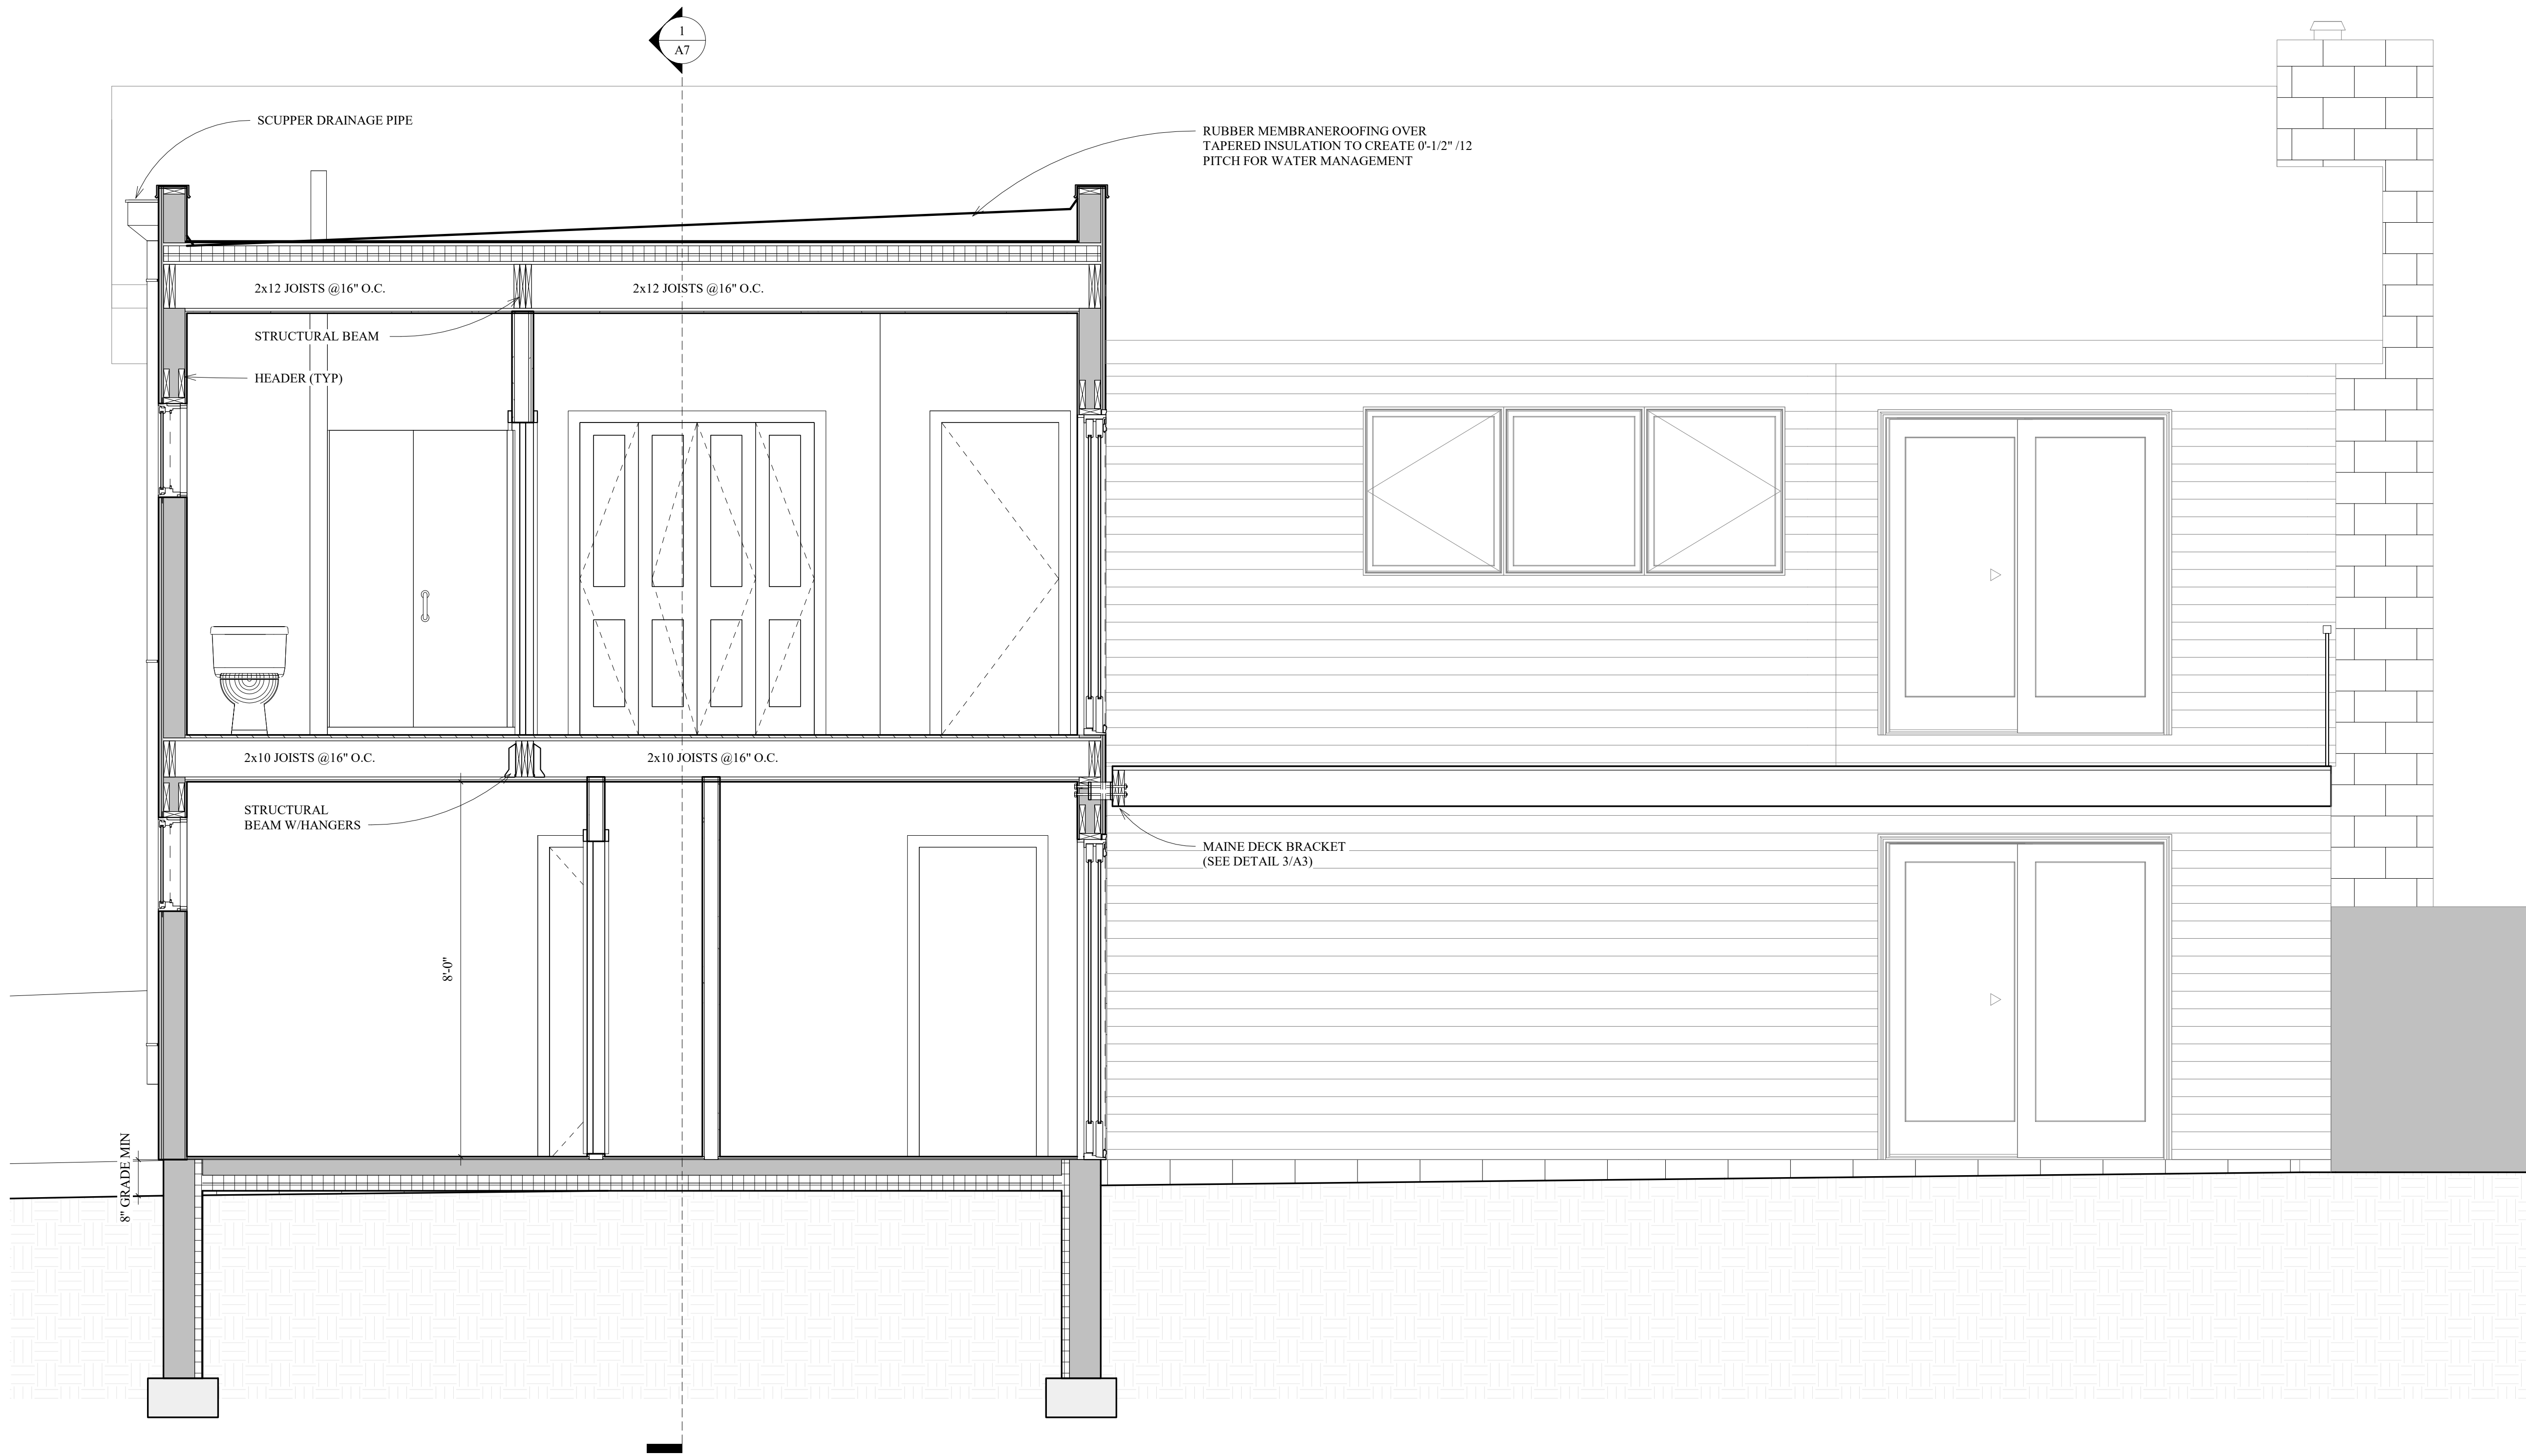 1
A7
SCUPPER DRAINAGE PIPE
RUBBER MEMBRANEROOFING OVER
TAPERED INSULATION TO CREATE 0'-1/2" /12
PITCH FOR WATER MANAGEMENT
2x12 JOISTS @16" O.C.
2x12 JOISTS @16" O.C.
STRUCTURAL BEAM
HEADER (TYP)
2x10 JOISTS @16" O.C.
2x10 JOISTS @16" O.C.
STRUCTURAL
BEAM W/HANGERS
MAINE DECK BRACKET
(SEE DETAIL 3/A3)
8'-0"
8" GRADE MIN